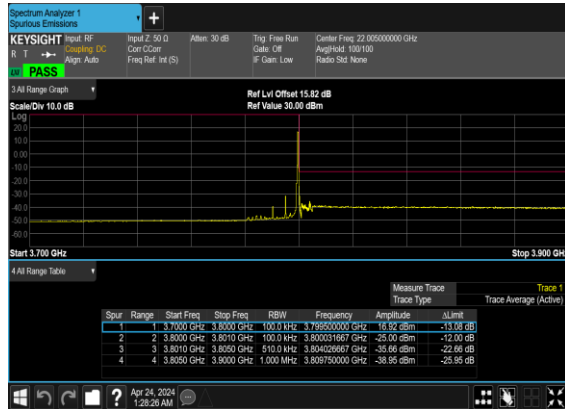 Spectrum Analyzer 1
Spurious Emissions
+
KEYSIGHT Input: RF Input Z: 50 Ω Atten: 30 dB Trig: Free Run Center Freq: 22.005000000 GHz
R T Coupling: DC Corr CCorr Gate: Off Avg|Hold: 100/100
Align: Auto Freq Ref: Int (S) IF Gain: Low Radio Std: None
PASS
3 All Range Graph
Ref Lvl Offset 15.82 dB
Scale/Div 10.0 dB Ref Value 30.00 dBm
Log
20.0
10.0
0.00
-10.0
-20.0
-30.0
-40.0
-50.0
-60.0
Start 3.700 GHz Stop 3.900 GH
4 All Range Table
Measure Trace Trace 1
Trace Type Trace Average (Active)
Spur Range Start Freq Stop Freq RBW Frequency Amplitude ΔLimit
1 1 3.7000 GHz 3.8000 GHz 100.0 kHz 3.799500000 GHz 16.92 dBm -13.08 dB
2 2 3.8000 GHz 3.8010 GHz 100.0 kHz 3.800031667 GHz -25.00 dBm -12.00 dB
3 3 3.8010 GHz 3.8050 GHz 510.0 kHz 3.804026667 GHz -35.66 dBm -22.66 dB
4 4 3.8050 GHz 3.9000 GHz 1.000 MHz 3.809750000 GHz -38.95 dBm -25.95 dB
? Apr 24, 2024
1:28:26 AM